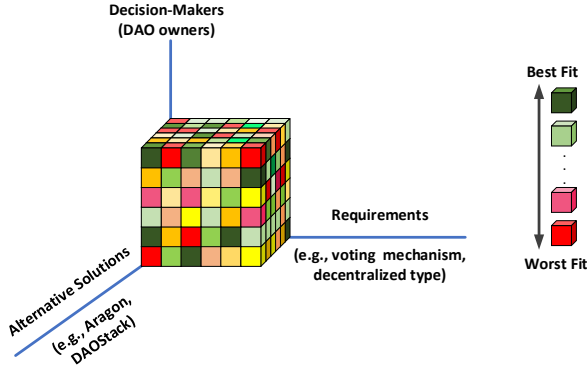 Decision-Makers
(DAO owners)
Best Fit
.
.
.
Requirements
(e.g., voting mechanism,
decentralized type)
Worst Fit
Alternative Solutions
(e.g., Aragon,
DAOStack)